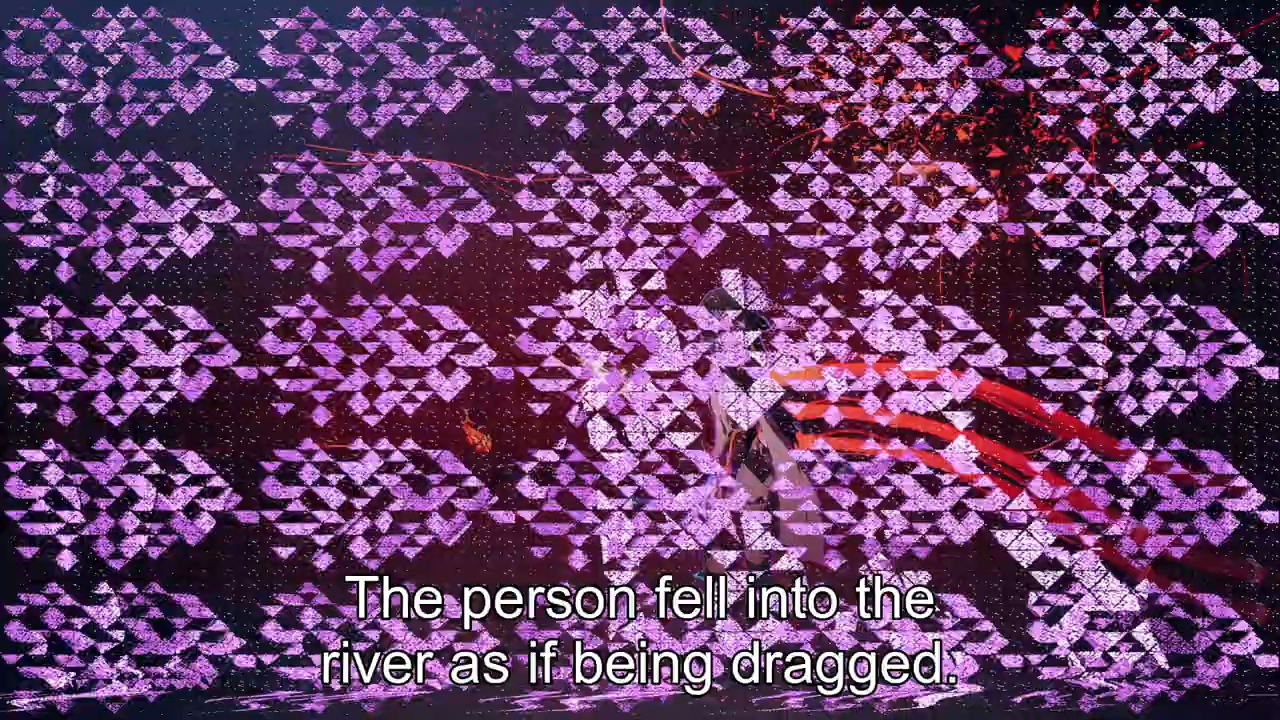 The person fell into the
river as if being dragged.